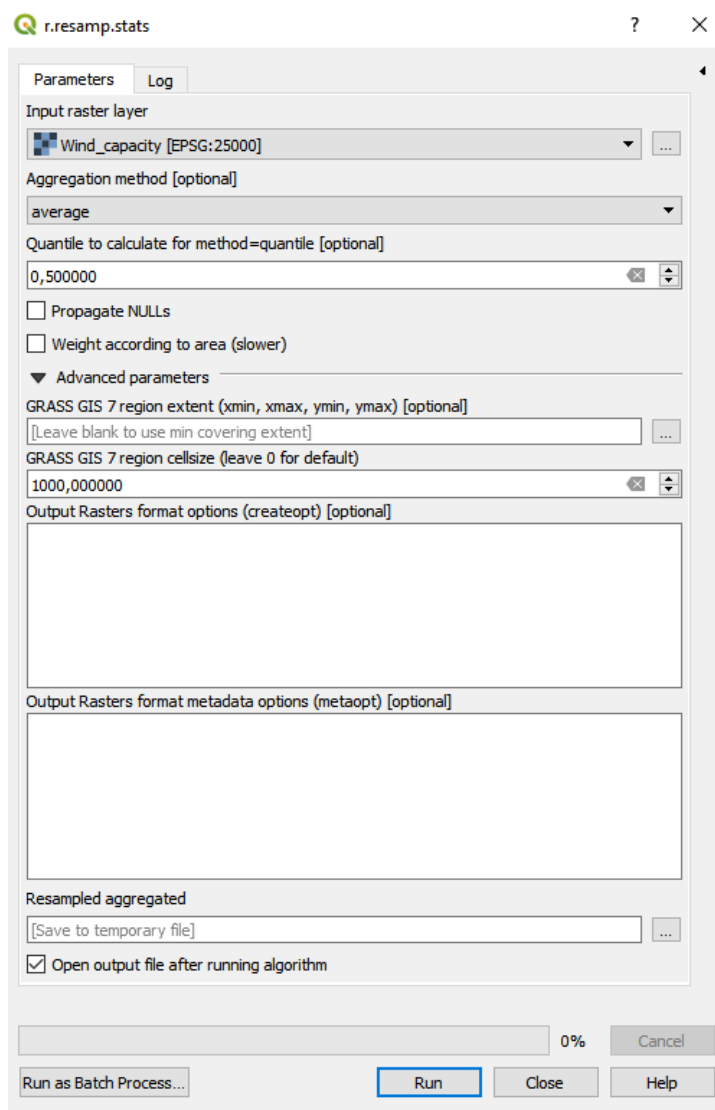 r.resamp.stats
?
Parameters
Log
Input raster layer
Wind_capacity [EPSG:25000]
...
Aggregation method [optional]
average
Quantile to calculate for method=quantile [optional]
0,500000
Propagate NULLs
Weight according to area (slower)
Advanced parameters
GRASS GIS 7 region extent (xmin, xmax, ymin, ymax) [optional]
[Leave blank to use min covering extent]
...
GRASS GIS 7 region cellsize (leave 0 for default)
1000,000000
Output Rasters format options (createopt) [optional]
Output Rasters format metadata options (metaopt) [optional]
Resampled aggregated
[Save to temporary file]
...
Open output file after running algorithm
0%
Cancel
Run as Batch Process...
Run
Close
Help